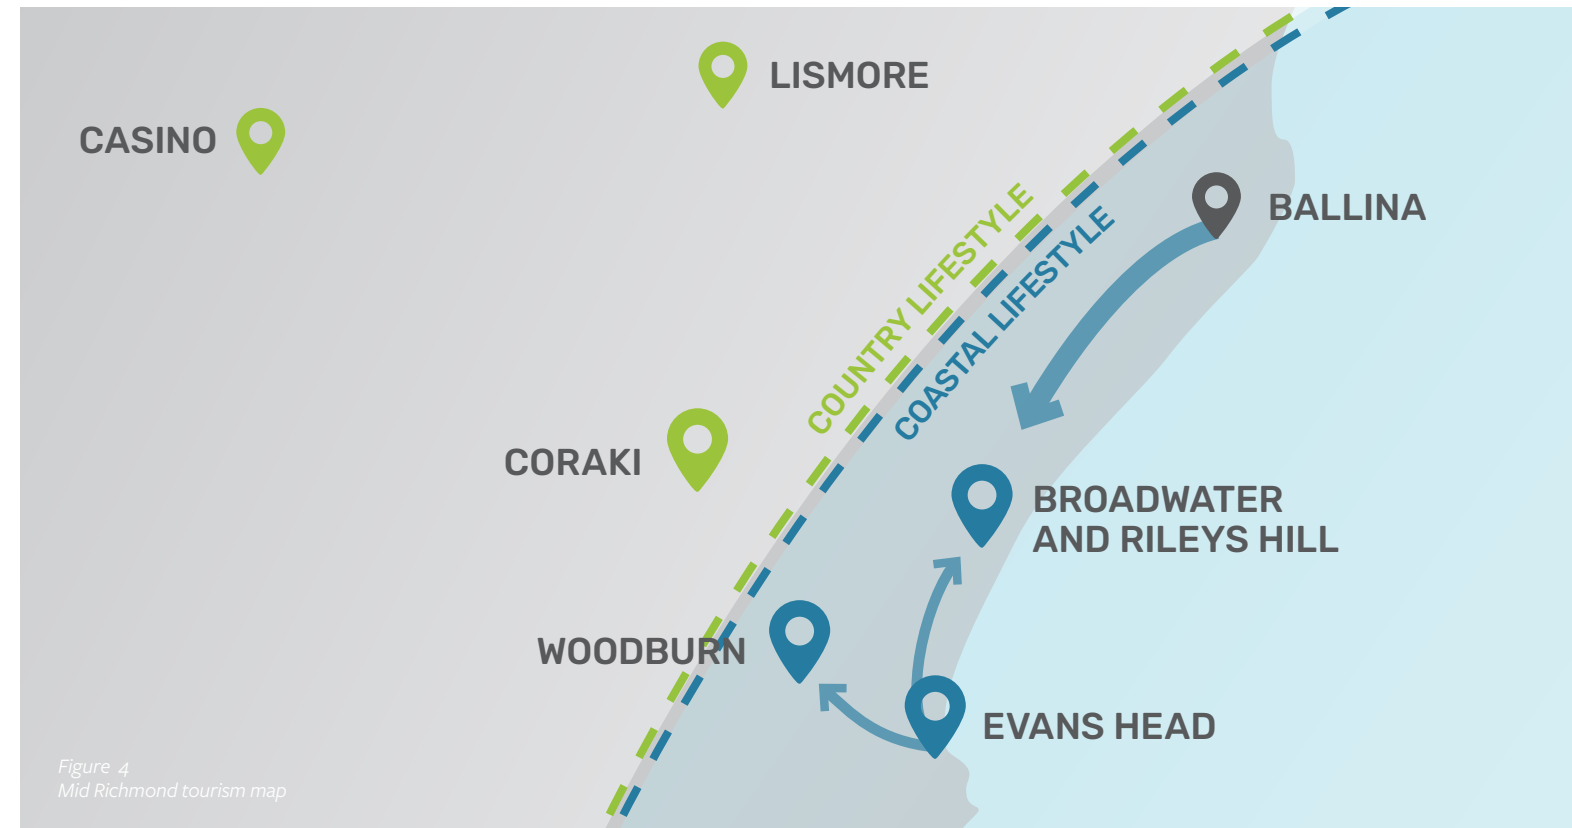 LISMORE
CASINO
BALLINA
COUNTRY LIFESTYLE
COASTAL LIFESTYLE
CORAKI
BROADWATER
AND RILEYS HILL
WOODBURN
EVANS HEAD
Figure 4
Mid Richmond tourism map